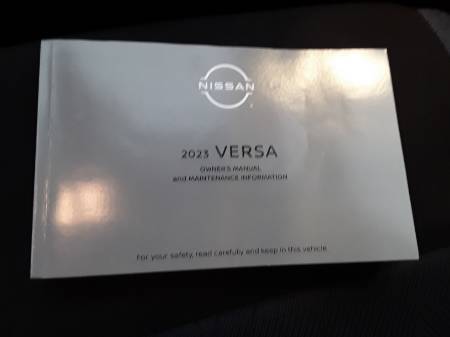 NISSAN
2023 VERSA
OWNER'S MANUAL
and MAINTENANCE INFORMATION
For your safety, read carefully and keep in this vehicle.